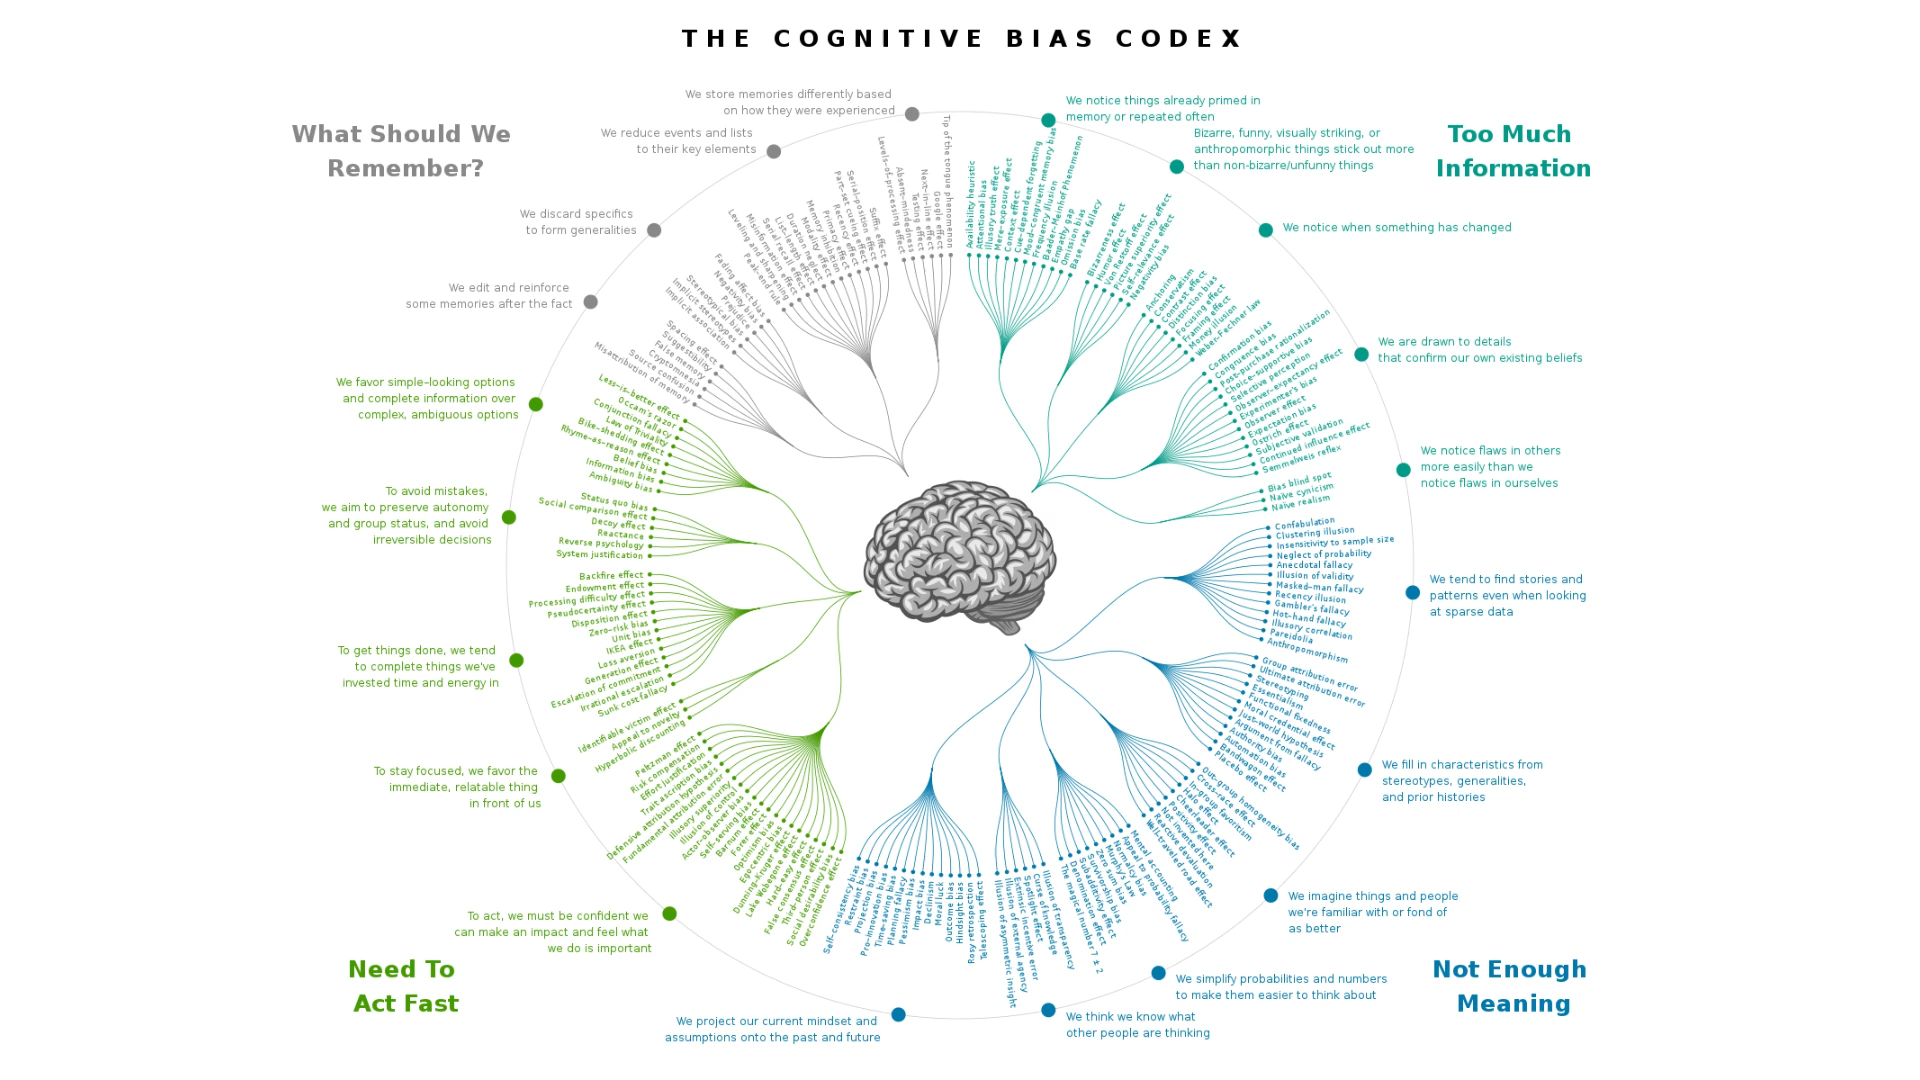 THE COGNITIVE BIAS CODEX
What Should We
Remember?
We store memories differently based
on how they were experienced
We reduce events and lists
to their key elements
We discard specifics
to form generalities
We edit and reinforce
some memories after the fact
Tip of the tongue phenomenon
Google effect
Next-in-line effect
Testing effect
Absent-mindedness
Levels-of-processing effect
Suffix effect
Serial-position effect
Part-set cueing effect
Recency effect
Primacy effect
Memory inhibition
Modality effect
Duration neglect
List-length effect
Serial recall effect
Misinformation effect
Leveling and sharpening
Peak-end rule
Fading affect bias
Negativity bias
Prejudice
Stereotypical bias
Implicit stereotypes
Implicit association
Spacing effect
Suggestibility
False memory
Cryptomnesia
Source confusion
Misattribution of memory
Too Much
Information
We notice things already primed in
memory or repeated often
Bizarre, funny, visually striking, or
anthropomorphic things stick out more
than non-bizarre/unfunny things
We notice when something has changed
We are drawn to details
that confirm our own existing beliefs
We notice flaws in others
more easily than we
notice flaws in ourselves
Availability heuristic
Attentional bias
Illusory truth effect
Mere-exposure effect
Context effect
Cue-dependent forgetting
Mood-congruent memory bias
Frequency illusion
Baader-Meinhof Phenomenon
Empathy gap
Omission bias
Base rate fallacy
Bizarreness effect
Humor effect
Von Restorff effect
Picture superiority effect
Self-relevance effect
Negativity bias
Anchoring
Conservatism
Contrast effect
Distinction bias
Focusing effect
Framing effect
Money illusion
Weber-Fechner law
Confirmation bias
Congruence bias
Post-purchase rationalization
Choice-supportive bias
Selective perception
Observer-expectancy effect
Experimenter's bias
Observer effect
Expectation bias
Ostrich effect
Subjective validation
Continued influence effect
Semmelweis reflex
Bias blind spot
Naïve cynicism
Naïve realism
We favor simple-looking options
and complete information over
complex, ambiguous options
To avoid mistakes,
we aim to preserve autonomy
and group status, and avoid
irreversible decisions
To get things done, we tend
to complete things we've
invested time and energy in
To stay focused, we favor the
immediate, relatable thing
in front of us
To act, we must be confident we
can make an impact and feel what
we do is important
Need To
Act Fast
Less-is-better effect
Occam's razor
Conjunction fallacy
Law of Triviality
Bike-shedding effect
Rhyme-as-reason effect
Belief bias
Information bias
Ambiguity bias
Status quo bias
Social comparison effect
Decoy effect
Reactance
Reverse psychology
System justification
Backfire effect
Endowment effect
Processing difficulty effect
Pseudocertainty effect
Disposition effect
Zero-risk bias
Unit bias
IKEA effect
Loss aversion
Generation effect
Escalation of commitment
Irrational escalation
Sunk cost fallacy
Identifiable victim effect
Appeal to novelty
Hyperbolic discounting
Peltzman effect
Risk compensation
Effort justification
Trait ascription bias
Defensive attribution hypothesis
Fundamental attribution error
Illusory superiority
Illusion of control
Actor-observer bias
Self-serving bias
Barnum effect
Forer effect
Optimism bias
Egocentric bias
Dunning-Kruger effect
Lake Wobegone effect
Hard-easy effect
False consensus effect
Third-person effect
Social desirability bias
Overconfidence effect
Confabulation
Clustering illusion
Insensitivity to sample size
Neglect of probability
Anecdotal fallacy
Illusion of validity
Masked-man fallacy
Recency illusion
Gambler's fallacy
Hot-hand fallacy
Illusory correlation
Pareidolia
Anthropomorphism
Group attribution error
Ultimate attribution error
Stereotyping
Essentialism
Functional fixedness
Moral credential effect
Just-world hypothesis
Argument from fallacy
Authority bias
Automation bias
Bandwagon effect
Placebo effect
Out-group homogeneity bias
Cross-race effect
In-group favoritism
Halo effect
Cheerleader effect
Positivity effect
Not invented here
Reactive devaluation
Well-traveled road effect
Mental accounting
Appeal to probability fallacy
Normalcy bias
Murphy's Law
Zero sum bias
Survivorship bias
Subadditivity effect
Denomination effect
The magical number 7 ± 2
Illusion of transparency
Curse of knowledge
Spotlight effect
Extrinsic incentive error
Illusion of external agency
Illusion of asymmetric insight
Telescoping effect
Rosy retrospection
Hindsight bias
Outcome bias
Moral luck
Declinism
Impact bias
Pessimism bias
Planning fallacy
Time-saving bias
Pro-innovation bias
Projection bias
Restraint bias
Self-consistency bias
We tend to find stories and
patterns even when looking
at sparse data
We fill in characteristics from
stereotypes, generalities,
and prior histories
We imagine things and people
we're familiar with or fond of
as better
We simplify probabilities and numbers
to make them easier to think about
We think we know what
other people are thinking
We project our current mindset and
assumptions onto the past and future
Not Enough
Meaning